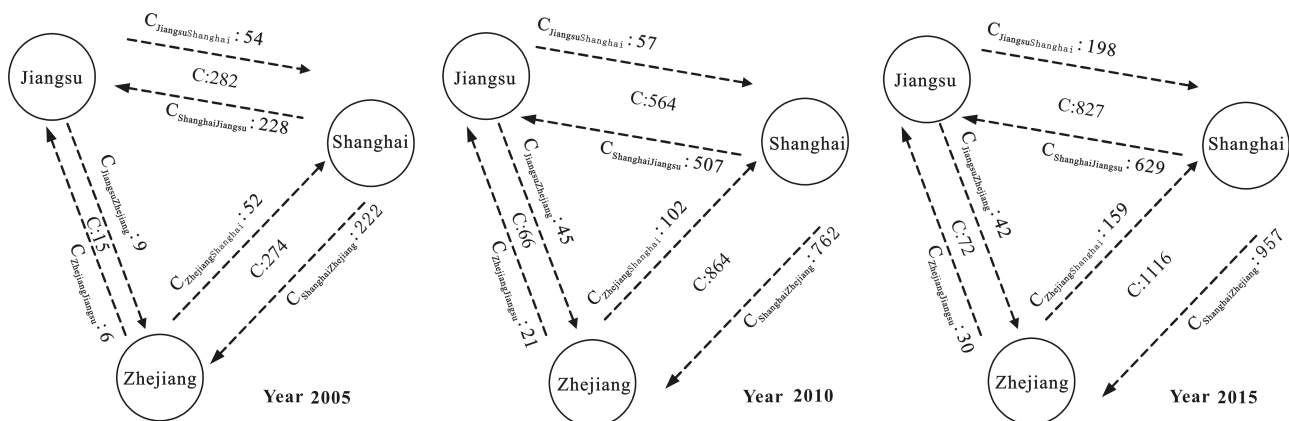 C_JiangsuShanghai : 54
Jiangsu
C:282
C_ShanghaiJiangsu : 228
Shanghai
C_JiangsuZhejiang : 9
C:15
C_ZhejiangJiangsu : 6
C_ZhejiangShanghai : 52
C:274
C_ShanghaiZhejiang : 222
Zhejiang
Year 2005
C_JiangsuShanghai : 57
Jiangsu
C:564
C_ShanghaiJiangsu : 507
Shanghai
C_JiangsuZhejiang : 45
C:66
C_ZhejiangJiangsu : 21
C_ZhejiangShanghai : 102
C:864
C_ShanghaiZhejiang : 762
Zhejiang
Year 2010
C_JiangsuShanghai : 198
Jiangsu
C:827
C_ShanghaiJiangsu : 629
Shanghai
C_JiangsuZhejiang : 42
C:72
C_ZhejiangJiangsu : 30
C_ZhejiangShanghai : 159
C:1116
C_ShanghaiZhejiang : 957
Zhejiang
Year 2015